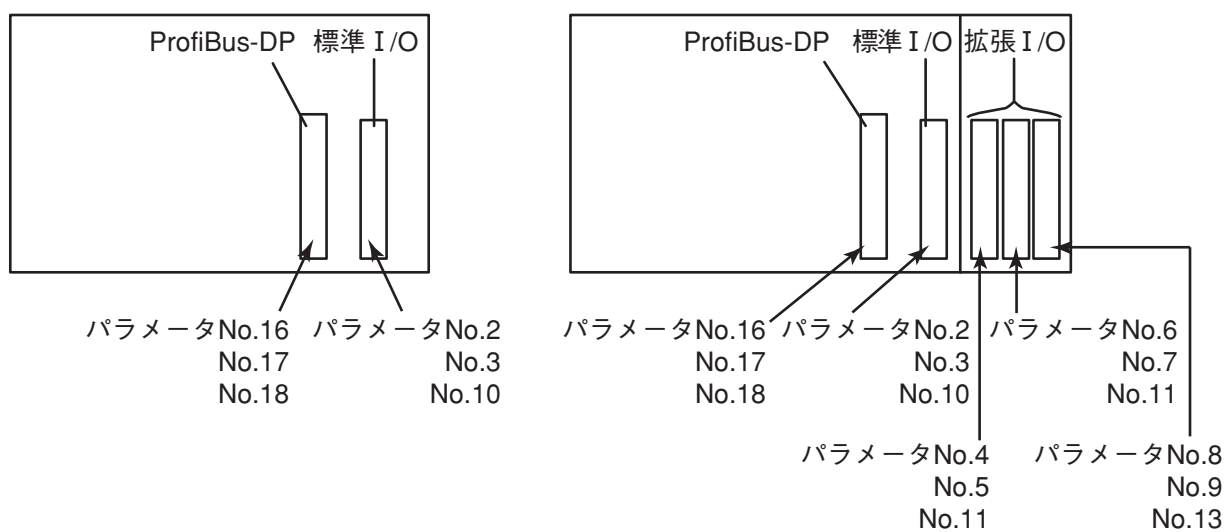 ProfiBus-DP 標準Ⅰ/O
パラメータNo.16
No.17
No.18
パラメータNo.2
No.3
No.10
ProfiBus-DP 標準Ⅰ/O 拡張Ⅰ/O
パラメータNo.16
No.17
No.18
パラメータNo.2
No.3
No.10
パラメータNo.6
No.7
No.11
パラメータNo.4
No.5
No.11
パラメータNo.8
No.9
No.13